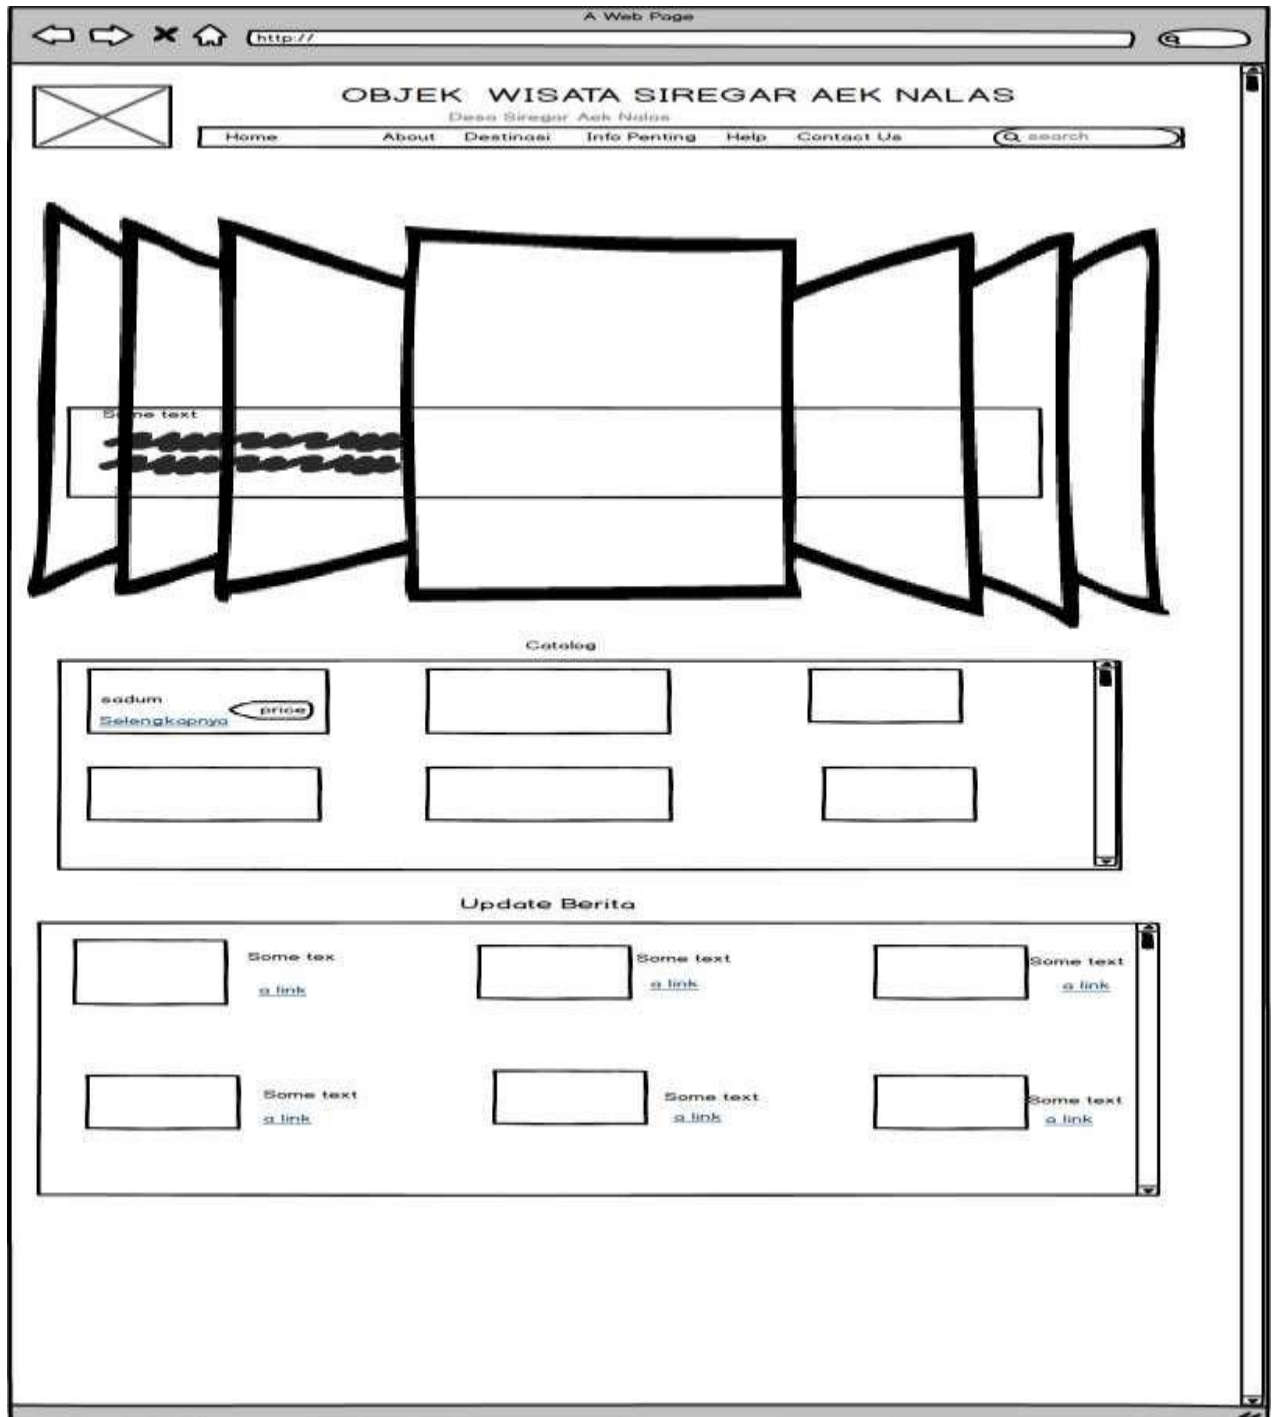 A Web Page
http://
OBJEK WISATA SIREGAR AEK NALAS
Desa Siregar Aek Nalas
Home About Destinasi Info Penting Help Contact Us search
Some text
Catalog
sadum
price
Selengkapnya
Update Berita
Some tex Some text Some text
a link a link a link
Some text Some text Some text
a link a link a link